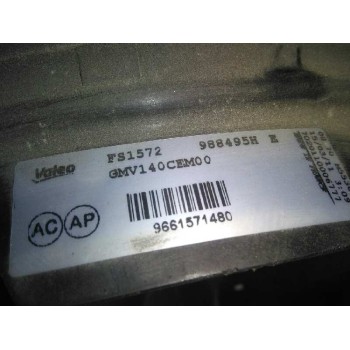 FS1572 988495H E
Valeo GMV140CEM00
AC AP
9661571480